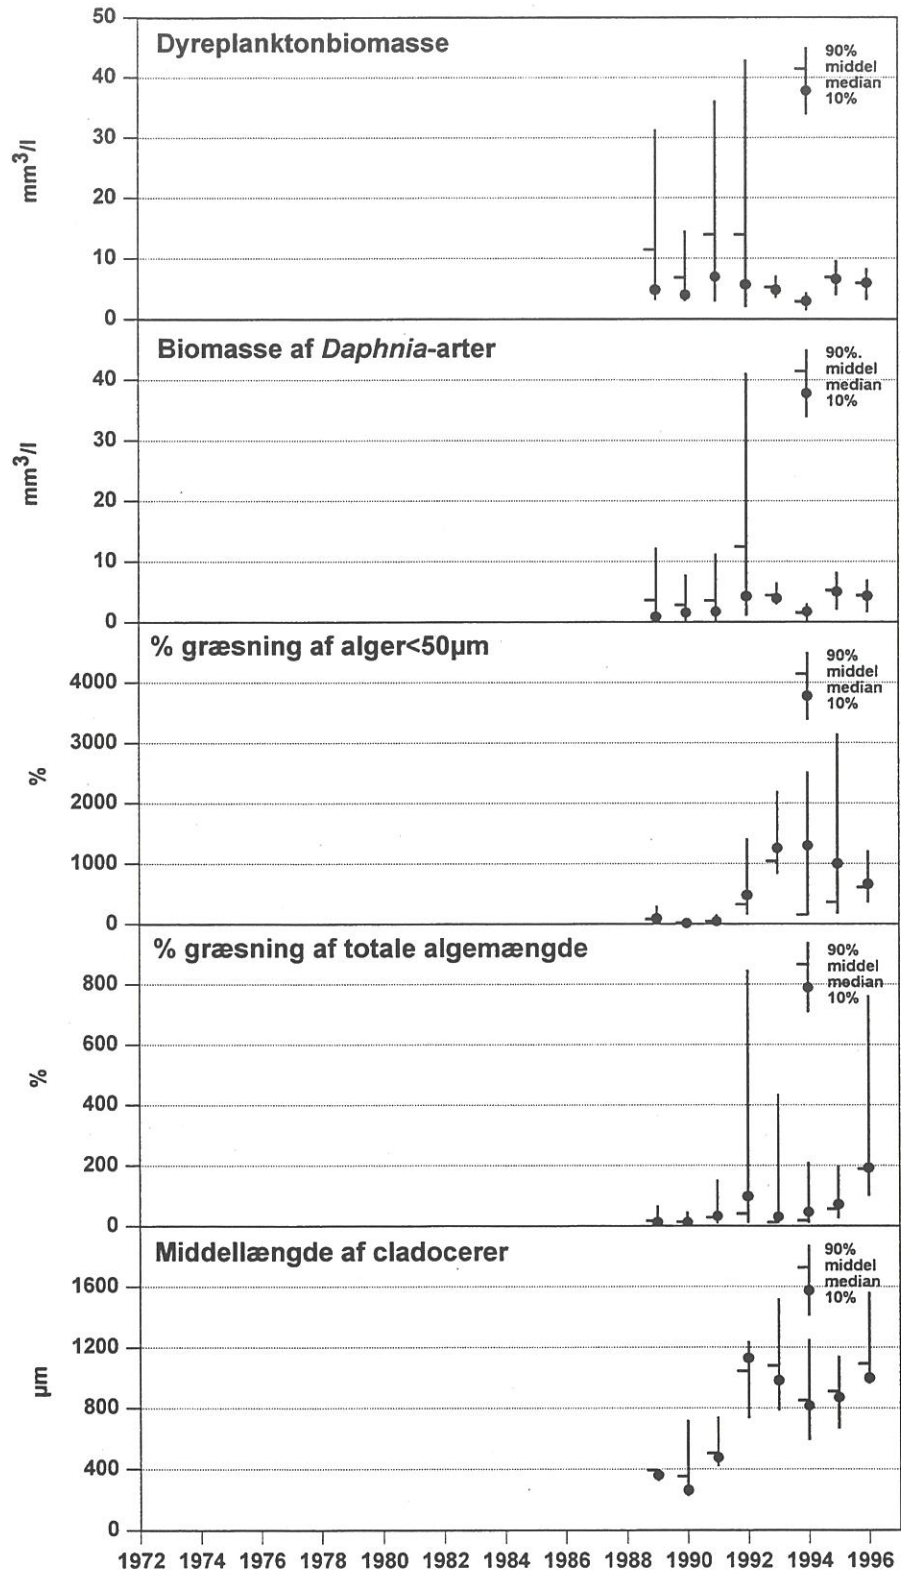 50
Dyreplanktonbiomasse
90%
middel
median
10%
40
30
20
10
0
mm³/l
Biomasse af Daphnia-arter
90%.
middel
median
10%
40
30
20
10
0
mm³/l
% græsning af alger<50µm
90%
middel
median
10%
4000
3000
2000
1000
0
%
% græsning af totale algemængde
90%
middel
median
10%
800
600
400
200
0
%
Middellængde af cladocerer
90%
middel
median
10%
1600
1200
800
400
0
µm
1972 1974 1976 1978 1980 1982 1984 1986 1988 1990 1992 1994 1996